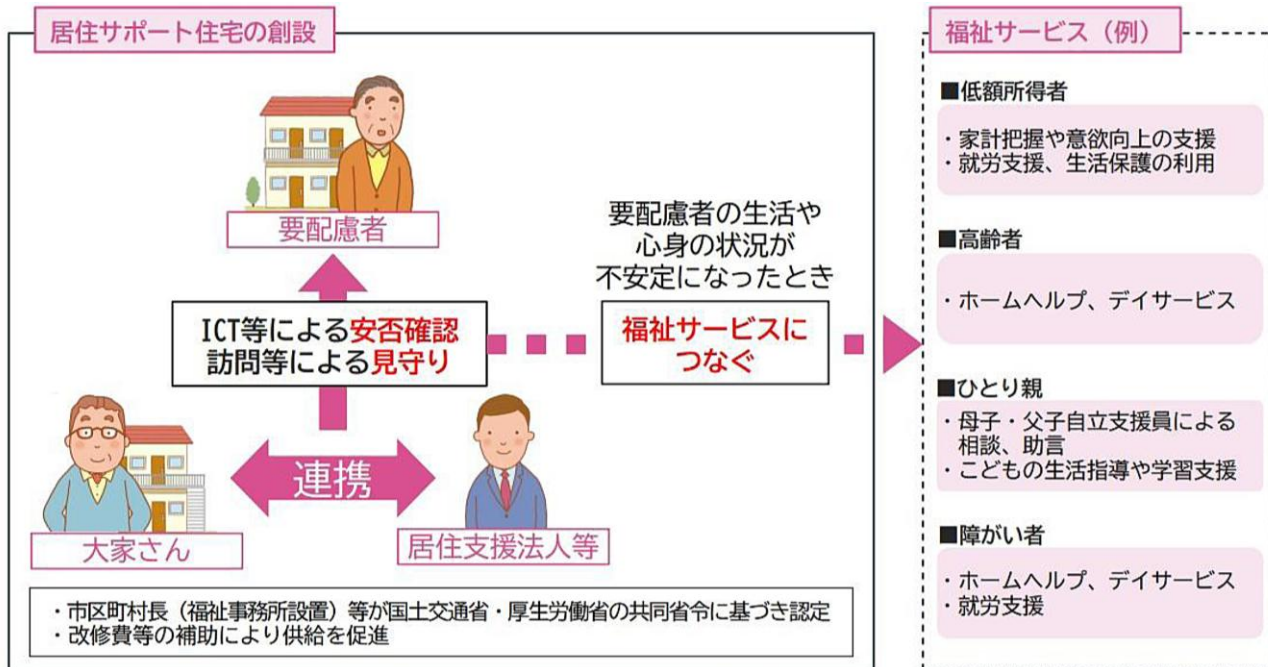 居住サポート住宅の創設
要配慮者
ICT等による安否確認
訪問等による見守り
大家さん
連携
居住支援法人等
要配慮者の生活や
心身の状況が
不安定になったとき
福祉サービスに
つなぐ
・市区町村長（福祉事務所設置）等が国土交通省・厚生労働省の共同省令に基づき認定
・改修費等の補助により供給を促進
福祉サービス（例）
■低額所得者
・家計把握や意欲向上の支援
・就労支援、生活保護の利用
■高齢者
・ホームヘルプ、デイサービス
■ひとり親
・母子・父子自立支援員による
相談、助言
・こどもの生活指導や学習支援
■障がい者
・ホームヘルプ、デイサービス
・就労支援